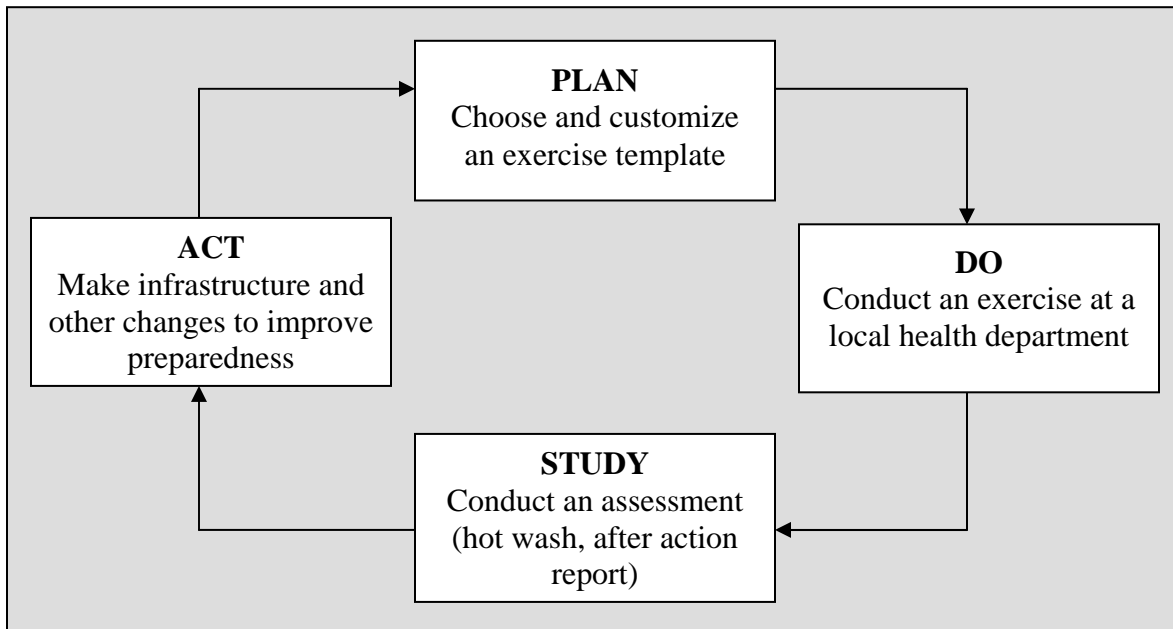 PLAN
Choose and customize
an exercise template
DO
Conduct an exercise at a
local health department
STUDY
Conduct an assessment
(hot wash, after action
report)
ACT
Make infrastructure and
other changes to improve
preparedness